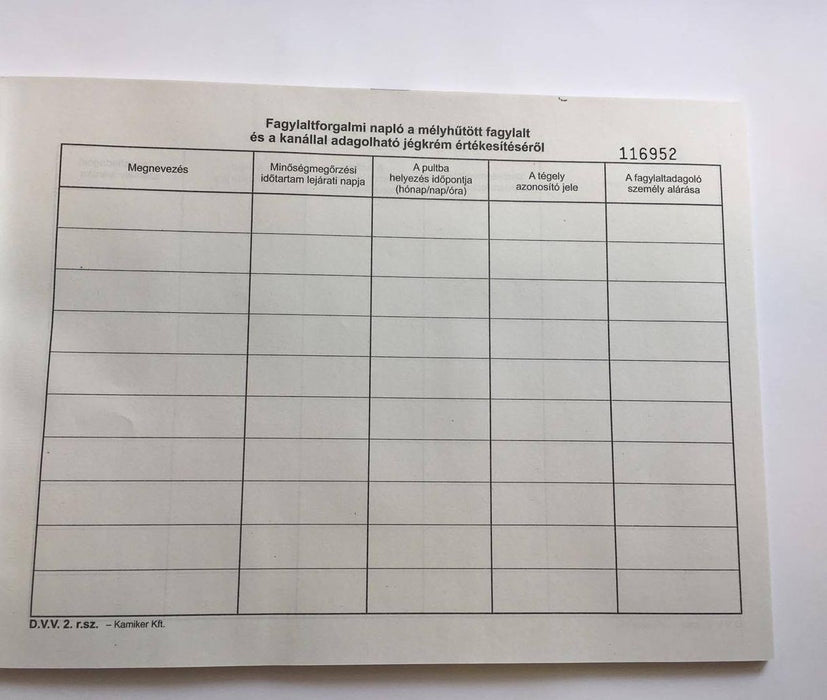 Fagylaltforgalmi napló a mélyhűtött fagylalt
és a kanállal adagolható jégkrém értékesítéséről
116952
Megnevezés
Minőségmegőrzési
időtartam lejárati napja
A pultba
helyezés időpontja
(hónap/nap/óra)
A tégely
azonosító jele
A fagylaltadagoló
személy alárása
D.V.V. 2. r.sz. – Kamiker Kft.